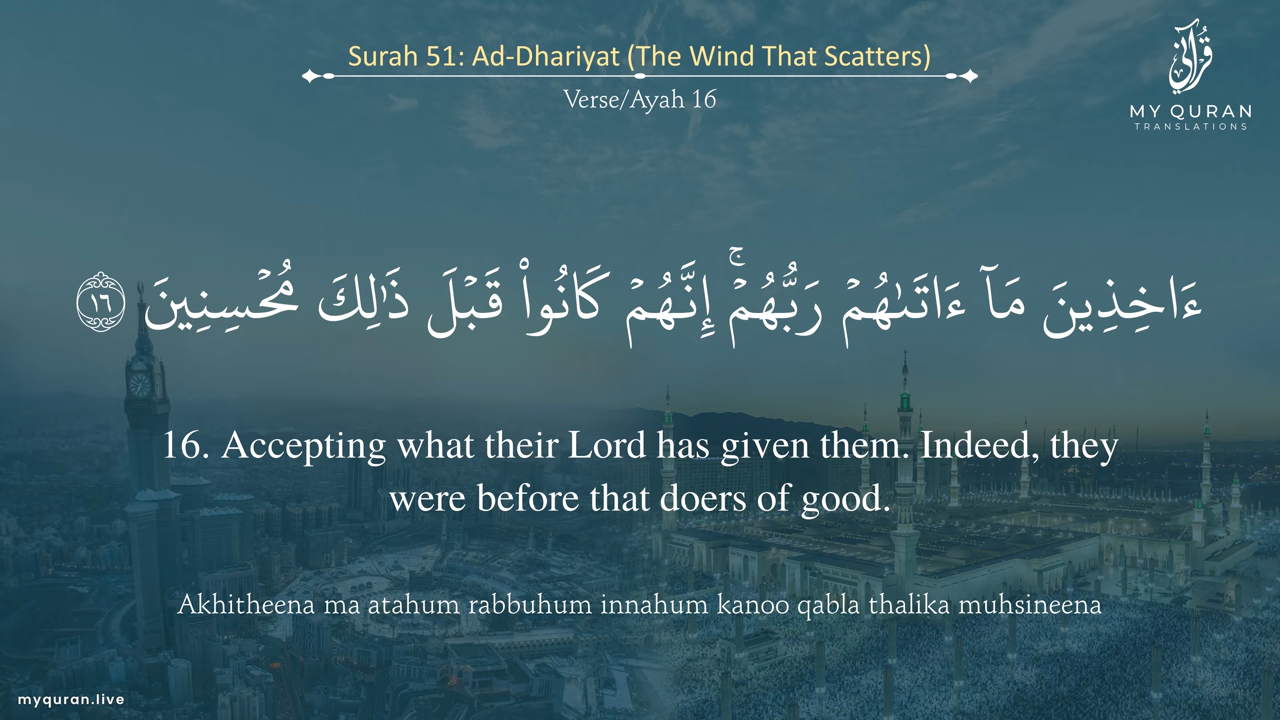 Surah 51: Ad-Dhariyat (The Wind That Scatters)
Verse/Ayah 16
قرآني
MY QURAN
TRANSLATIONS
ءَاخِذِينَ مَآ ءَاتَىٰهُمۡ رَبُّهُمۡۚ إِنَّهُمۡ كَانُواْ قَبۡلَ ذَٰلِكَ مُحۡسِنِينَ ١٦
16. Accepting what their Lord has given them. Indeed, they
were before that doers of good.
Akhitheena ma atahum rabbuhum innahum kanoo qabla thalika muhsineena
myquran.live